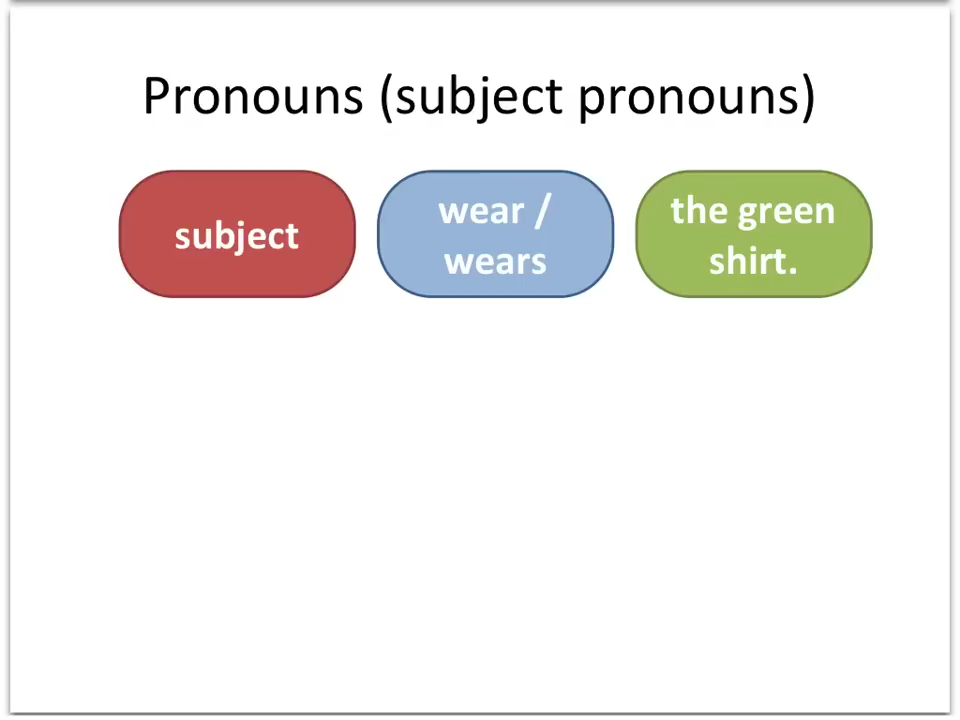 Pronouns (subject pronouns)
subject
wear /
wears
the green
shirt.